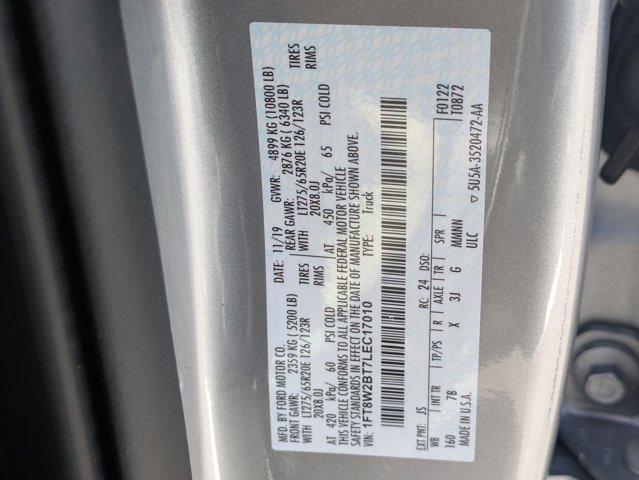 MFD. BY FORD MOTOR CO.
DATE: 11/19 GVWR: 4899 KG (10800 LB)
FRONT GAWR: 2359 KG ( 5200 LB) REAR GAWR: 2876 KG ( 6340 LB)
LT275/65R20E 126/123R TIRES WITH LT275/65R20E 126/123R TIRES
20X8.0J RIMS 20X8.0J RIMS
AT 420 kPa/ 60 PSI COLD AT 450 kPa/ 65 PSI COLD
THIS VEHICLE CONFORMS TO ALL APPLICABLE FEDERAL MOTOR VEHICLE
SAFETY STANDARDS IN EFFECT ON THE DATE OF MANUFACTURE SHOWN ABOVE.
VIN: 1FT8W2BT7LEC17010 TYPE: Truck
F0122
T0872
EXT PNT: JS RC: 24 DSO:
WB INT TR TP/PS R AXLE TR SPR
160 7B X 3J G MMNNN
MADE IN U.S.A. ULC ▽ 5U5A-3520472-AA